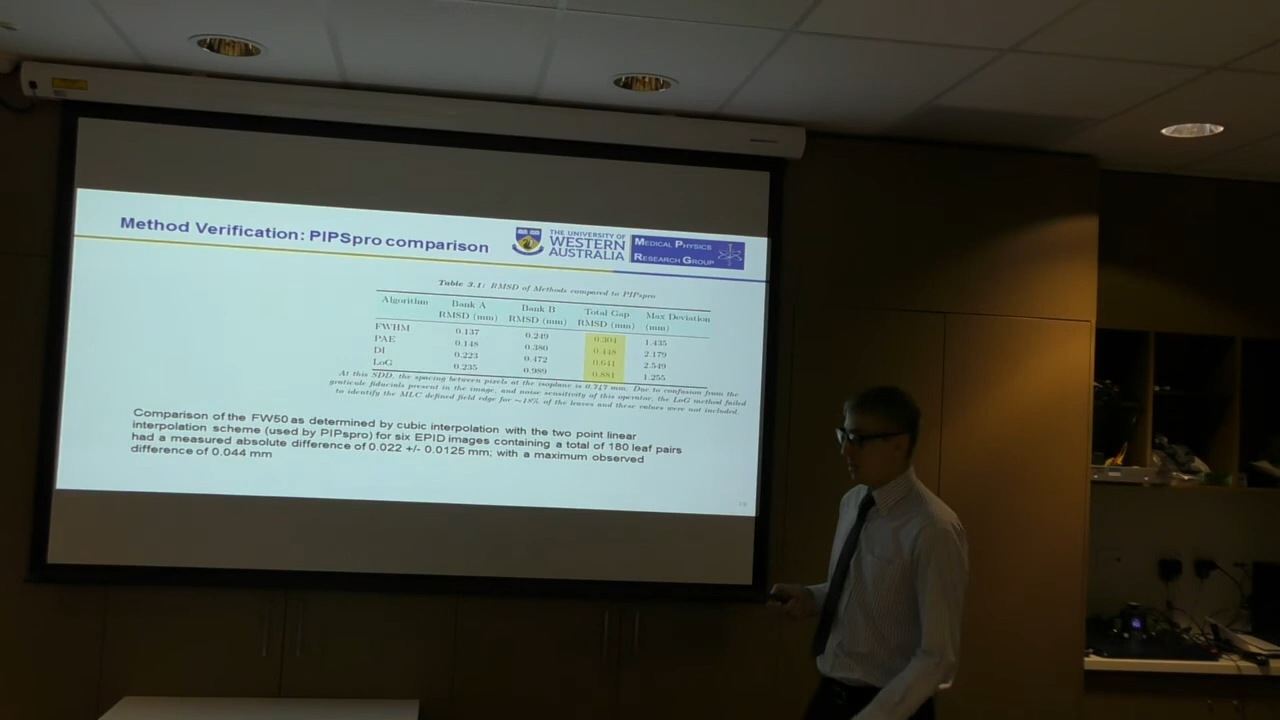 Method Verification: PIPSpro comparison
THE UNIVERSITY OF
WESTERN
AUSTRALIA
MEDICAL PHYSICS
RESEARCH GROUP
Table 3.1: RMSD of Methods compared to PIPspro
Algorithm Bank A Bank B Total Gap Max Deviation
RMSD (mm) RMSD (mm) RMSD (mm) (mm)
FWHM 0.137 0.249 0.304 1.435
PAE 0.148 0.380 0.448 2.179
DI 0.223 0.472 0.641 2.549
LoG 0.235 0.989 0.881 1.255
At this SDD, the spacing between pixels at the isoplane is 0.747 mm. Due to confusion from the
graticule fiducials present in the image, and noise sensitivity of this operator, the LoG method failed
to identify the MLC defined field edge for ~18% of the leaves and these values were not included.
Comparison of the FW50 as determined by cubic interpolation with the two point linear
interpolation scheme (used by PIPSpro) for six EPID images containing a total of 180 leaf pairs
had a measured absolute difference of 0.022 +/- 0.0125 mm; with a maximum observed
difference of 0.044 mm